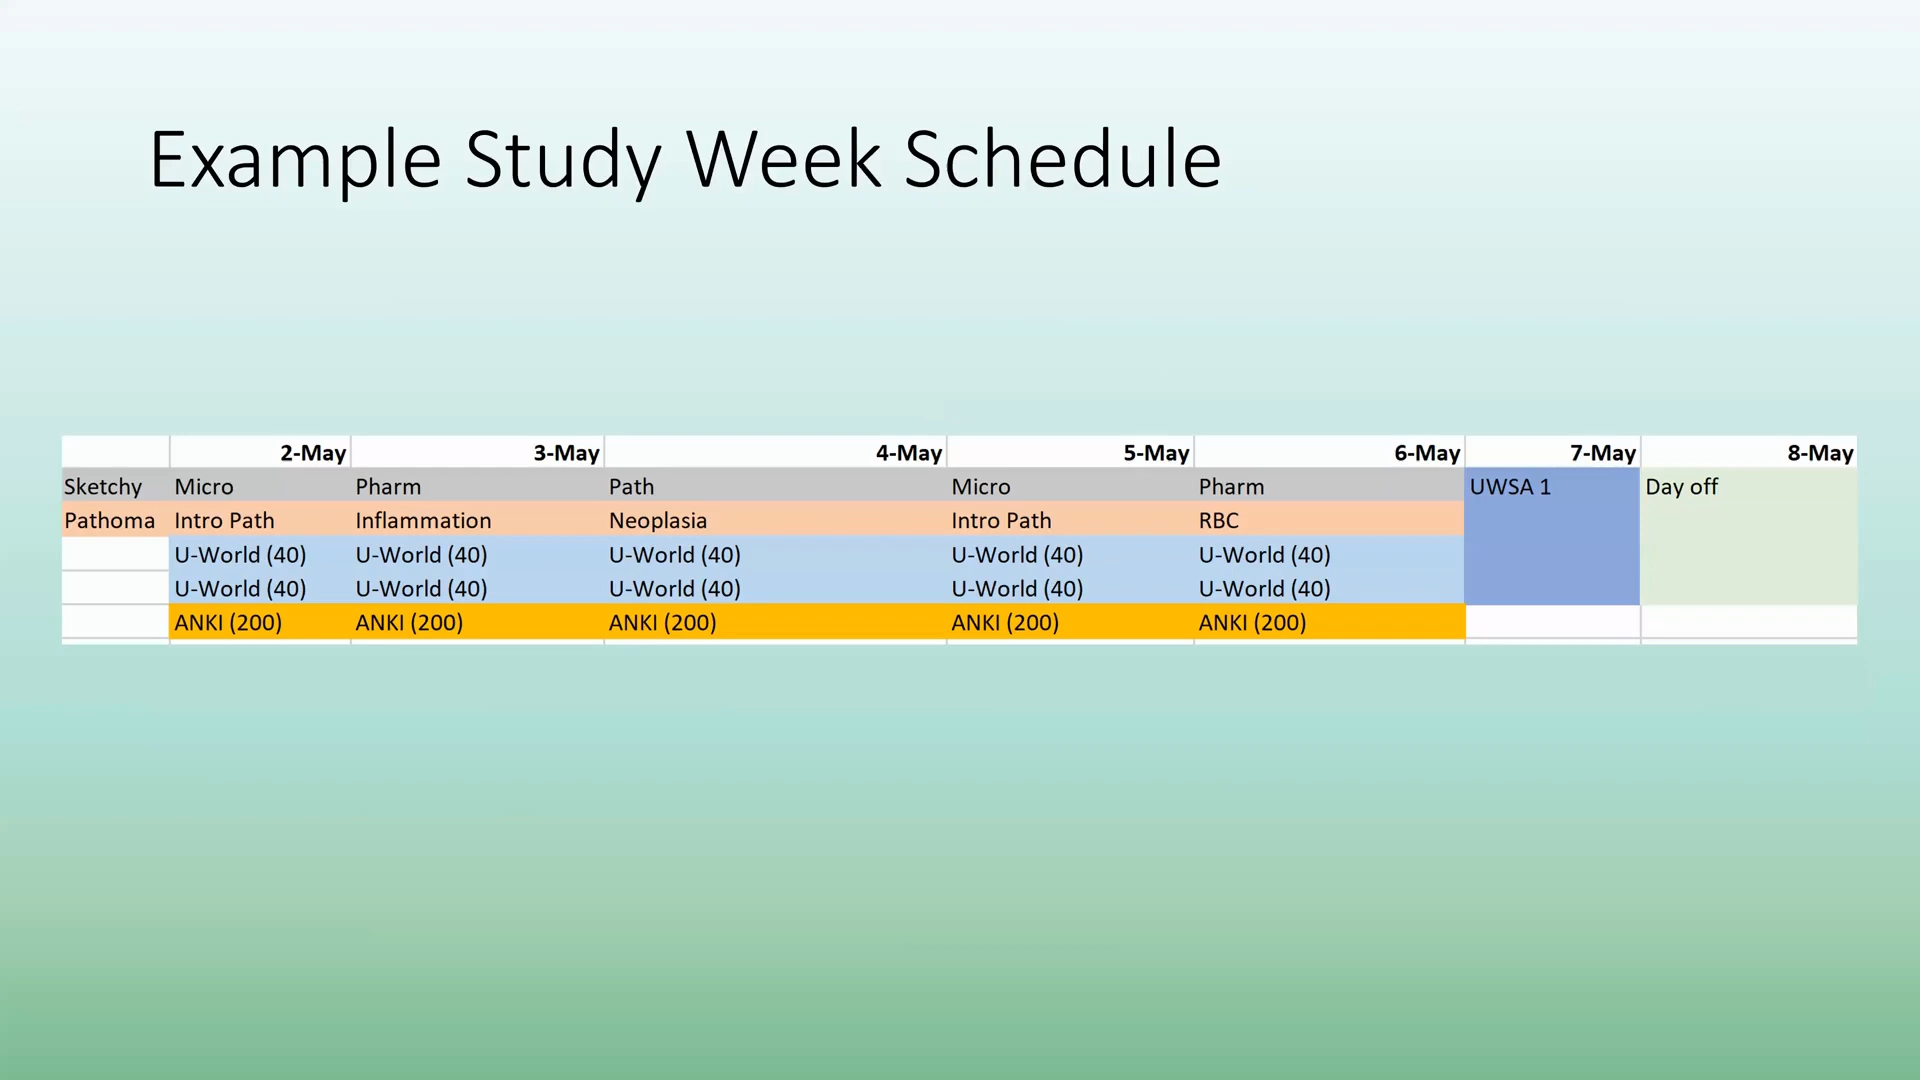 Example Study Week Schedule
2-May 3-May 4-May 5-May 6-May 7-May 8-May
Sketchy Micro Pharm Path Micro Pharm UWSA 1 Day off
Pathoma Intro Path Inflammation Neoplasia Intro Path RBC
U-World (40) U-World (40) U-World (40) U-World (40) U-World (40)
U-World (40) U-World (40) U-World (40) U-World (40) U-World (40)
ANKI (200) ANKI (200) ANKI (200) ANKI (200) ANKI (200)